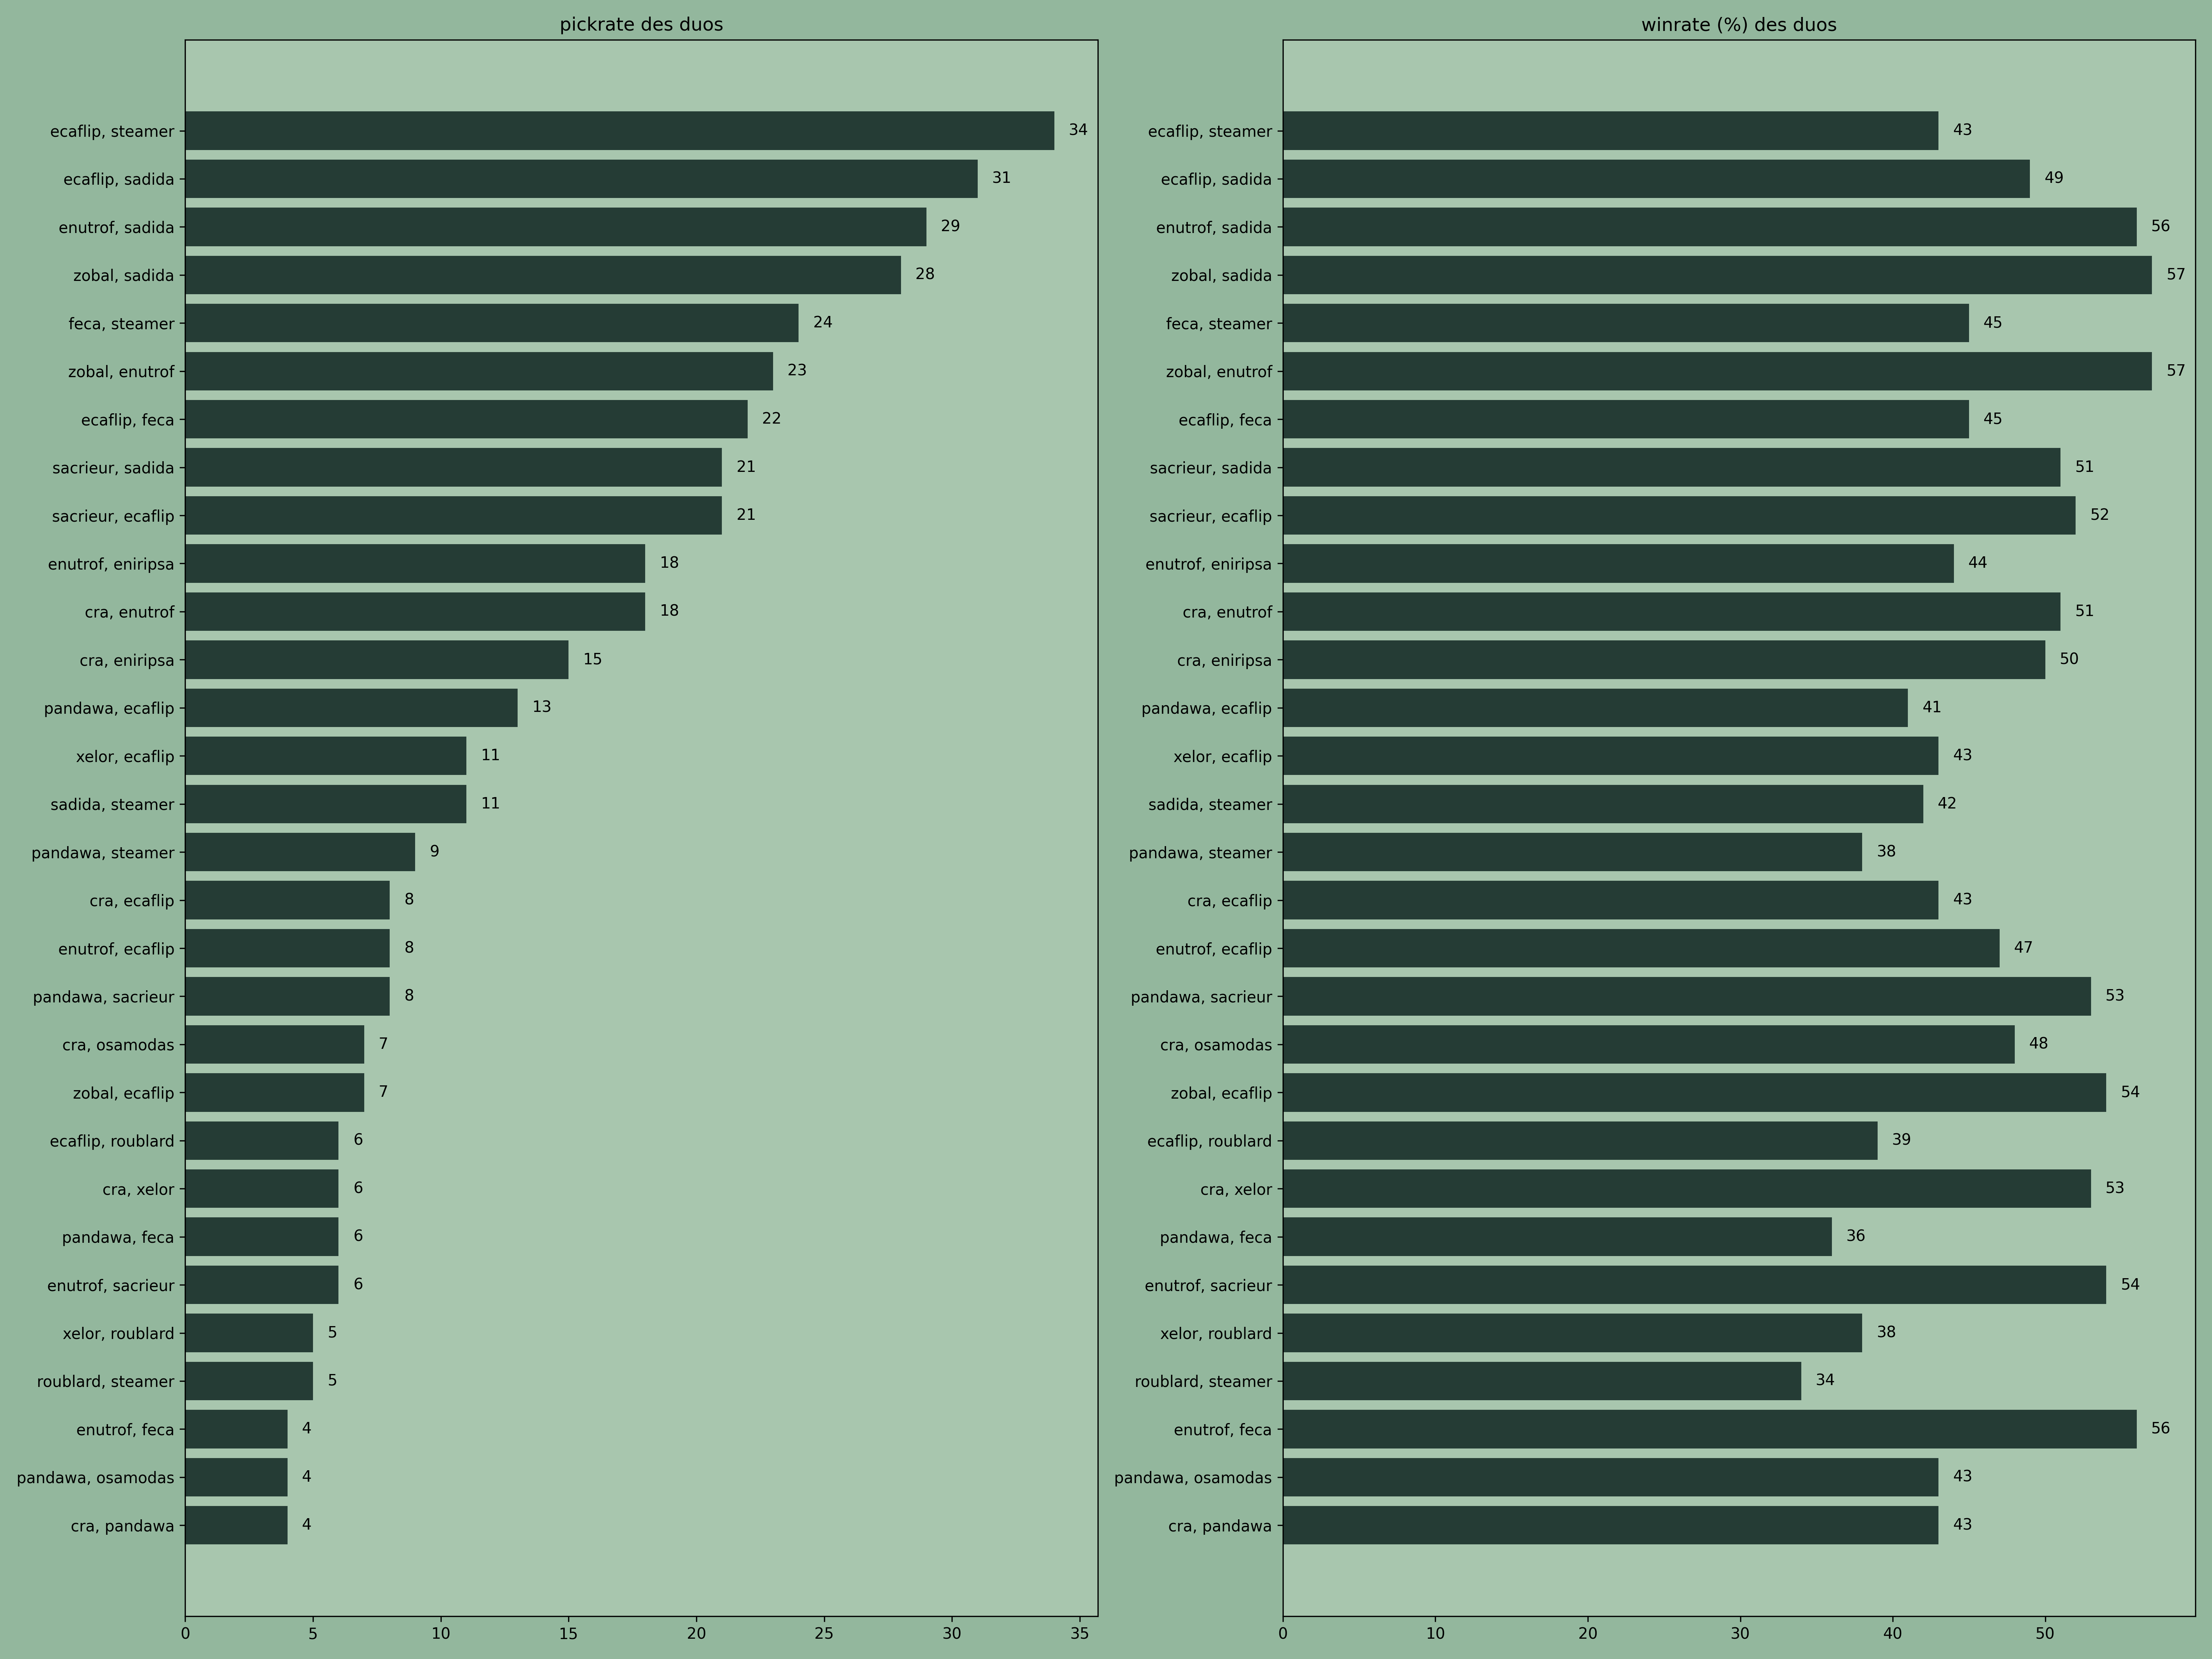 pickrate des duos
ecaflip, steamer 34
ecaflip, sadida 31
enutrof, sadida 29
zobal, sadida 28
feca, steamer 24
zobal, enutrof 23
ecaflip, feca 22
sacrieur, sadida 21
sacrieur, ecaflip 21
enutrof, eniripsa 18
cra, enutrof 18
cra, eniripsa 15
pandawa, ecaflip 13
xelor, ecaflip 11
sadida, steamer 11
pandawa, steamer 9
cra, ecaflip 8
enutrof, ecaflip 8
pandawa, sacrieur 8
cra, osamodas 7
zobal, ecaflip 7
ecaflip, roublard 6
cra, xelor 6
pandawa, feca 6
enutrof, sacrieur 6
xelor, roublard 5
roublard, steamer 5
enutrof, feca 4
pandawa, osamodas 4
cra, pandawa 4
0 5 10 15 20 25 30 35
winrate (%) des duos
ecaflip, steamer 43
ecaflip, sadida 49
enutrof, sadida 56
zobal, sadida 57
feca, steamer 45
zobal, enutrof 57
ecaflip, feca 45
sacrieur, sadida 51
sacrieur, ecaflip 52
enutrof, eniripsa 44
cra, enutrof 51
cra, eniripsa 50
pandawa, ecaflip 41
xelor, ecaflip 43
sadida, steamer 42
pandawa, steamer 38
cra, ecaflip 43
enutrof, ecaflip 47
pandawa, sacrieur 53
cra, osamodas 48
zobal, ecaflip 54
ecaflip, roublard 39
cra, xelor 53
pandawa, feca 36
enutrof, sacrieur 54
xelor, roublard 38
roublard, steamer 34
enutrof, feca 56
pandawa, osamodas 43
cra, pandawa 43
0 10 20 30 40 50